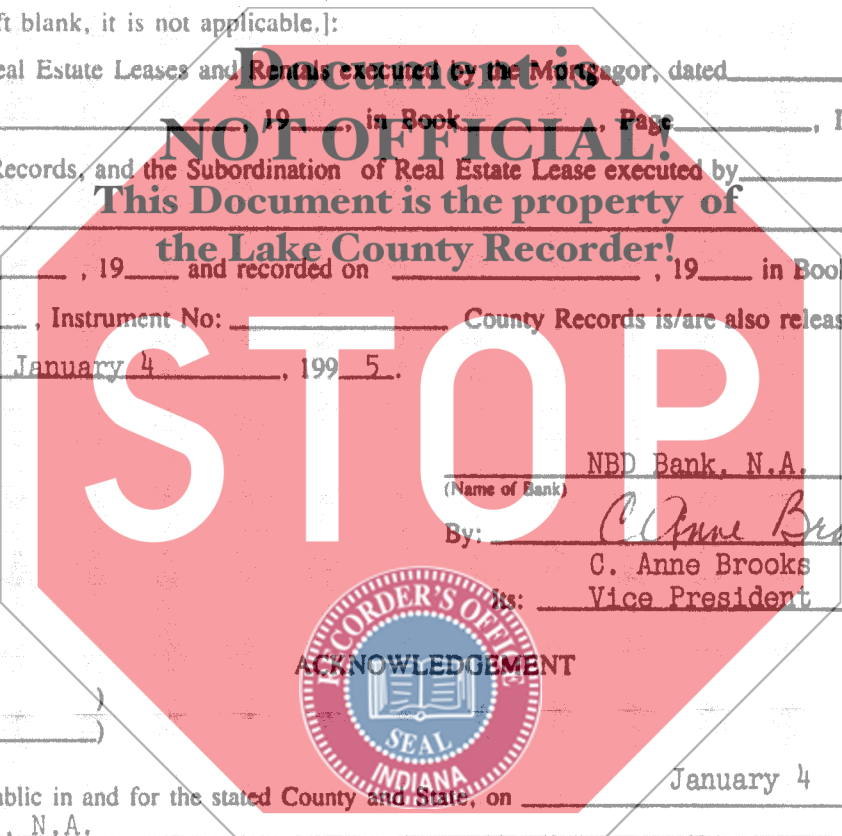 ft blank, it is not applicable.]:
Document is
eal Estate Leases and Rentals executed by the Mortgagor, dated
, 19 , in Book , Page ,
NOT OFFICIAL!
Records, and the Subordination of Real Estate Lease executed by
This Document is the property of
the Lake County Recorder!
, 19 and recorded on , 19 in Book
, Instrument No: County Records is/are also releas
January 4 , 199 5 .
STOP
NBD Bank, N.A.
(Name of Bank)
By: C. Anne Bro
C. Anne Brooks
Its: Vice President
RECORDER'S OFFICE
ACKNOWLEDGEMENT
)
)
SEAL
INDIANA
January 4
ublic in and for the stated County and State, on
, N.A.